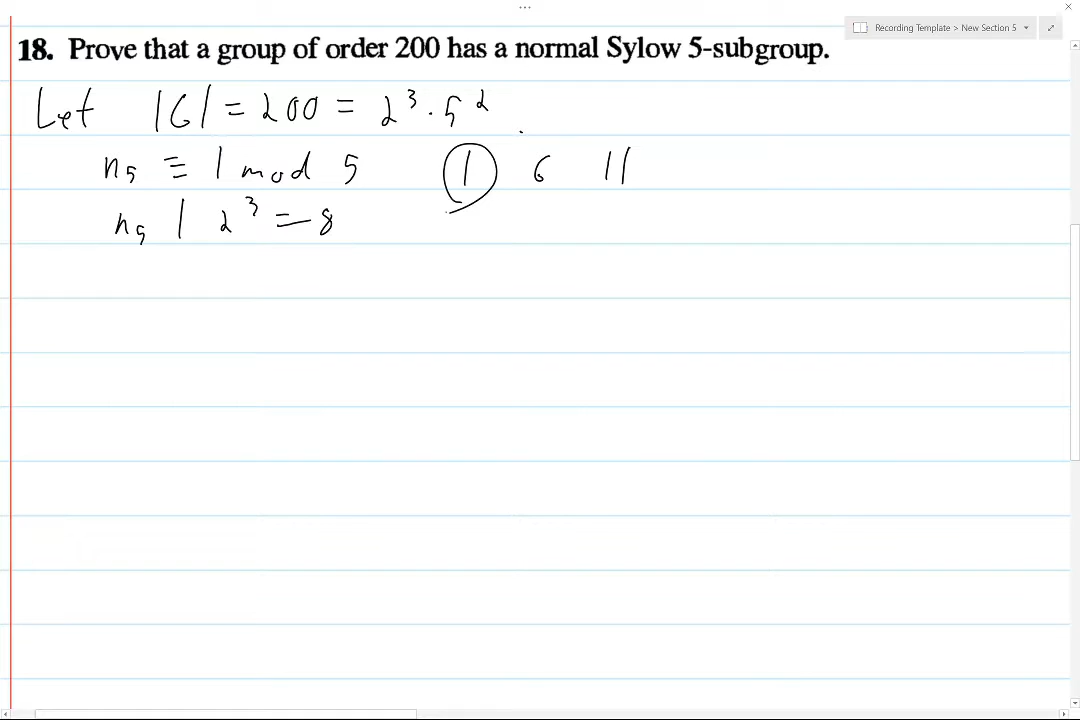 Recording Template > New Section 5
18. Prove that a group of order 200 has a normal Sylow 5-subgroup.
Let |G| = 200 = 2³ · 5².
n₅ ≡ 1 mod 5 1 6 11
n₅ | 2³ = 8